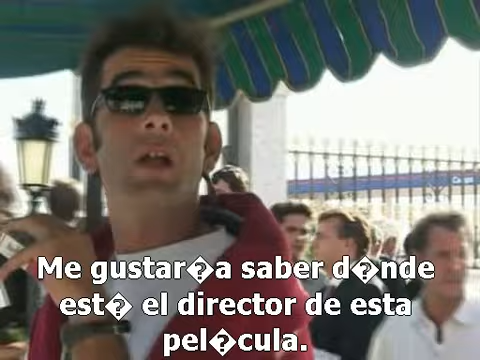 Me gustar�a saber d�nde
est� el director de esta
pel�cula.